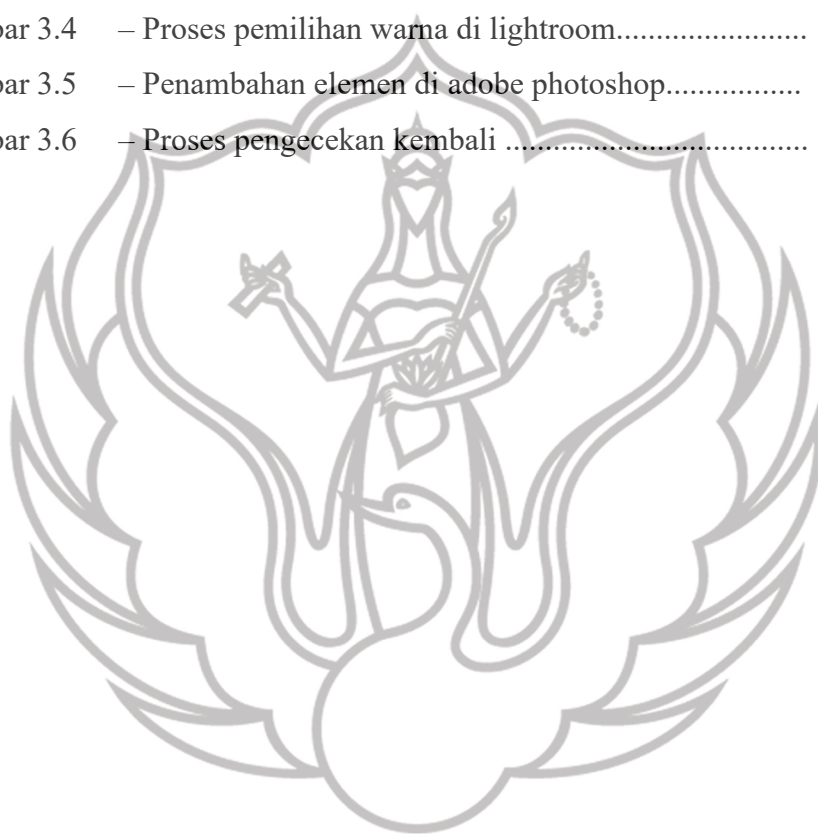 bar 3.4 – Proses pemilihan warna di lightroom........................
bar 3.5 – Penambahan elemen di adobe photoshop.................
bar 3.6 – Proses pengecekan kembali ......................................